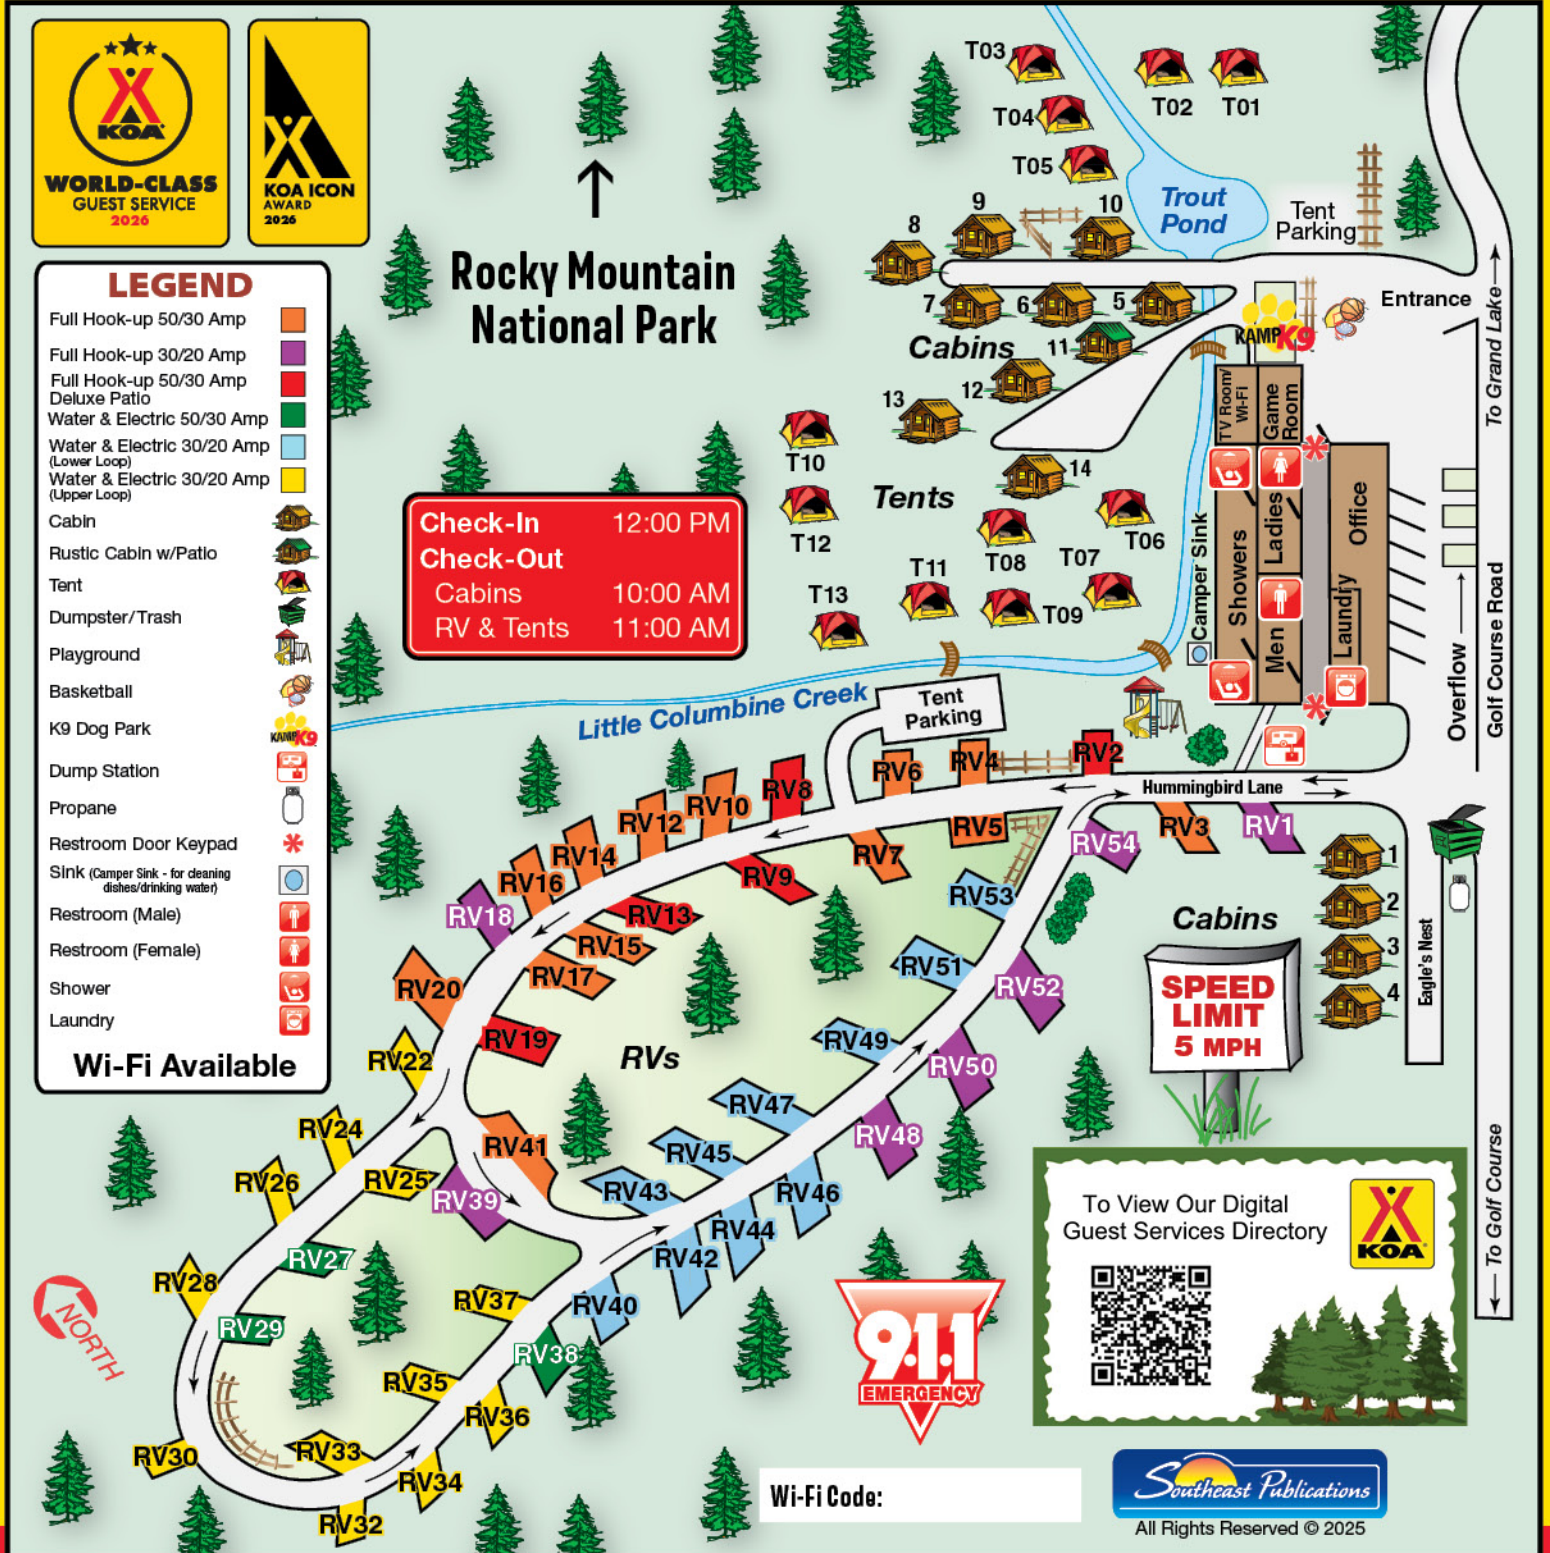 KOA
WORLD-CLASS
GUEST SERVICE
2026
KOA ICON
AWARD
2026
Rocky Mountain
National Park
LEGEND
Full Hook-up 50/30 Amp
Full Hook-up 30/20 Amp
Full Hook-up 50/30 Amp
Deluxe Patio
Water & Electric 50/30 Amp
Water & Electric 30/20 Amp
(Lower Loop)
Water & Electric 30/20 Amp
(Upper Loop)
Cabin
Rustic Cabin w/Patio
Tent
Dumpster/Trash
Playground
Basketball
K9 Dog Park
KAMP K9
Dump Station
Propane
Restroom Door Keypad
Sink (Camper Sink - for cleaning
dishes/drinking water)
Restroom (Male)
Restroom (Female)
Shower
Laundry
Wi-Fi Available
Check-In 12:00 PM
Check-Out
Cabins 10:00 AM
RV & Tents 11:00 AM
T03
T02
T01
T04
T05
Trout
Pond
Tent
Parking
8
9
10
7
6
5
Cabins
11
12
13
14
Entrance
KAMP K9
To Grand Lake
TV Room/
Wi-Fi
Game
Room
Showers
Ladies
Men
Office
Laundry
Camper Sink
Overflow
Golf Course Road
T10
Tents
T12
T06
T08
T07
T11
T09
T13
Little Columbine Creek
Tent
Parking
Hummingbird Lane
RV2
RV4
RV6
RV8
RV10
RV12
RV14
RV16
RV18
RV20
RV22
RV24
RV26
RV28
RV30
RV32
RV34
RV36
RV38
RV40
RV42
RV44
RV46
RV48
RV50
RV52
RV54
RV3
RV1
RV5
RV7
RV9
RV13
RV15
RV17
RV19
RVs
RV53
RV51
RV49
RV47
RV45
RV43
RV41
RV39
RV25
RV27
RV29
RV37
RV35
RV33
Cabins
1
2
3
4
Eagle's Nest
SPEED
LIMIT
5 MPH
To Golf Course
NORTH
9-1-1
EMERGENCY
To View Our Digital
Guest Services Directory
KOA
Wi-Fi Code:
Southeast Publications
All Rights Reserved © 2025